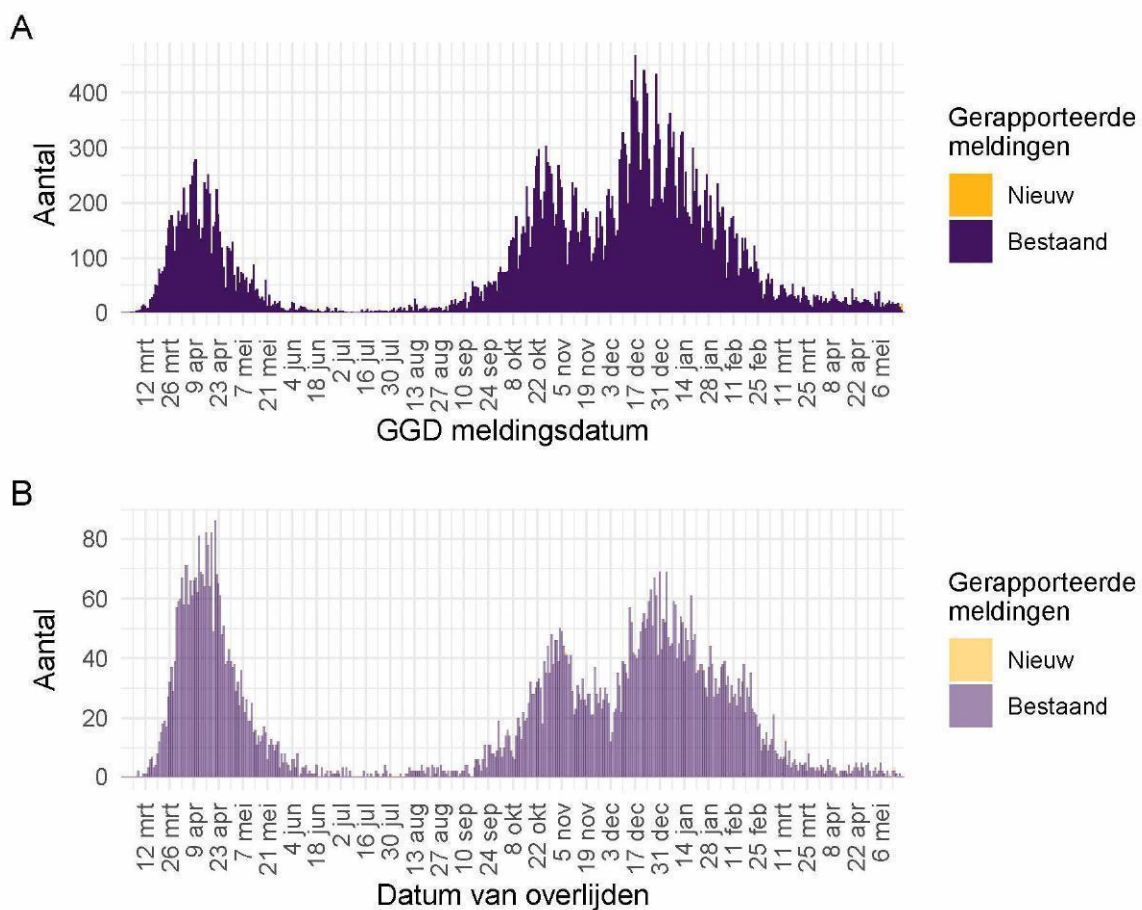 A
Aantal
400
300
200
100
0
12 mrt
26 mrt
9 apr
23 apr
7 mei
21 mei
4 jun
18 jun
2 jul
16 jul
30 jul
13 aug
27 aug
10 sep
24 sep
8 okt
22 okt
5 nov
19 nov
3 dec
17 dec
31 dec
14 jan
28 jan
11 feb
25 feb
11 mrt
25 mrt
8 apr
22 apr
6 mei
GGD meldingsdatum
Gerapporteerde
meldingen
Nieuw
Bestaand
B
Aantal
80
60
40
20
0
12 mrt
26 mrt
9 apr
23 apr
7 mei
21 mei
4 jun
18 jun
2 jul
16 jul
30 jul
13 aug
27 aug
10 sep
24 sep
8 okt
22 okt
5 nov
19 nov
3 dec
17 dec
31 dec
14 jan
28 jan
11 feb
25 feb
11 mrt
25 mrt
8 apr
22 apr
6 mei
Datum van overlijden
Gerapporteerde
meldingen
Nieuw
Bestaand